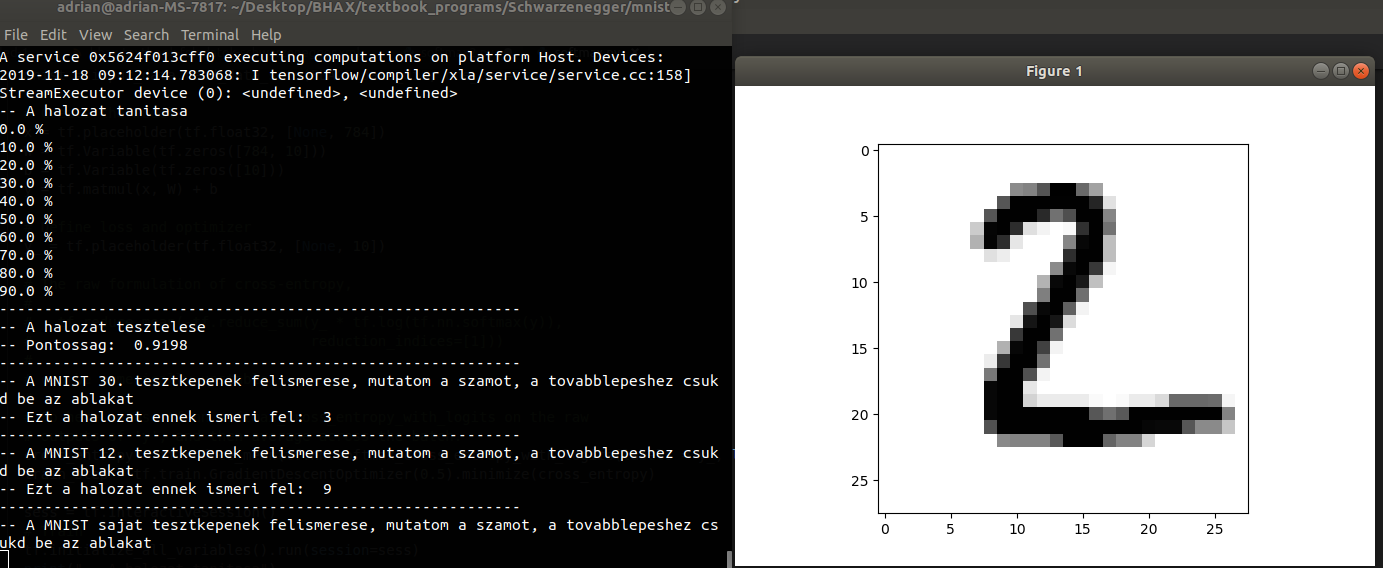 adrian@adrian-MS-7817: ~/Desktop/BHAX/textbook_programs/Schwarzenegger/mnist
File Edit View Search Terminal Help
A service 0x5624f013cff0 executing computations on platform Host. Devices:
2019-11-18 09:12:14.783068: I tensorflow/compiler/xla/service/service.cc:158]
StreamExecutor device (0): <undefined>, <undefined>
-- A halozat tanitasa
0.0 %
10.0 %
20.0 %
30.0 %
40.0 %
50.0 %
60.0 %
70.0 %
80.0 %
90.0 %
----------------------------------------------------------
-- A halozat tesztelese
-- Pontossag:  0.9198
----------------------------------------------------------
-- A MNIST 30. tesztkepenek felismerese, mutatom a szamot, a tovabblepeshez csuk
d be az ablakat
-- Ezt a halozat ennek ismeri fel:  3
----------------------------------------------------------
-- A MNIST 12. tesztkepenek felismerese, mutatom a szamot, a tovabblepeshez csuk
d be az ablakat
-- Ezt a halozat ennek ismeri fel:  9
----------------------------------------------------------
-- A MNIST sajat tesztkepenek felismerese, mutatom a szamot, a tovabblepeshez cs
ukd be az ablakat
Figure 1
0
5
10
15
20
25
0 5 10 15 20 25
2